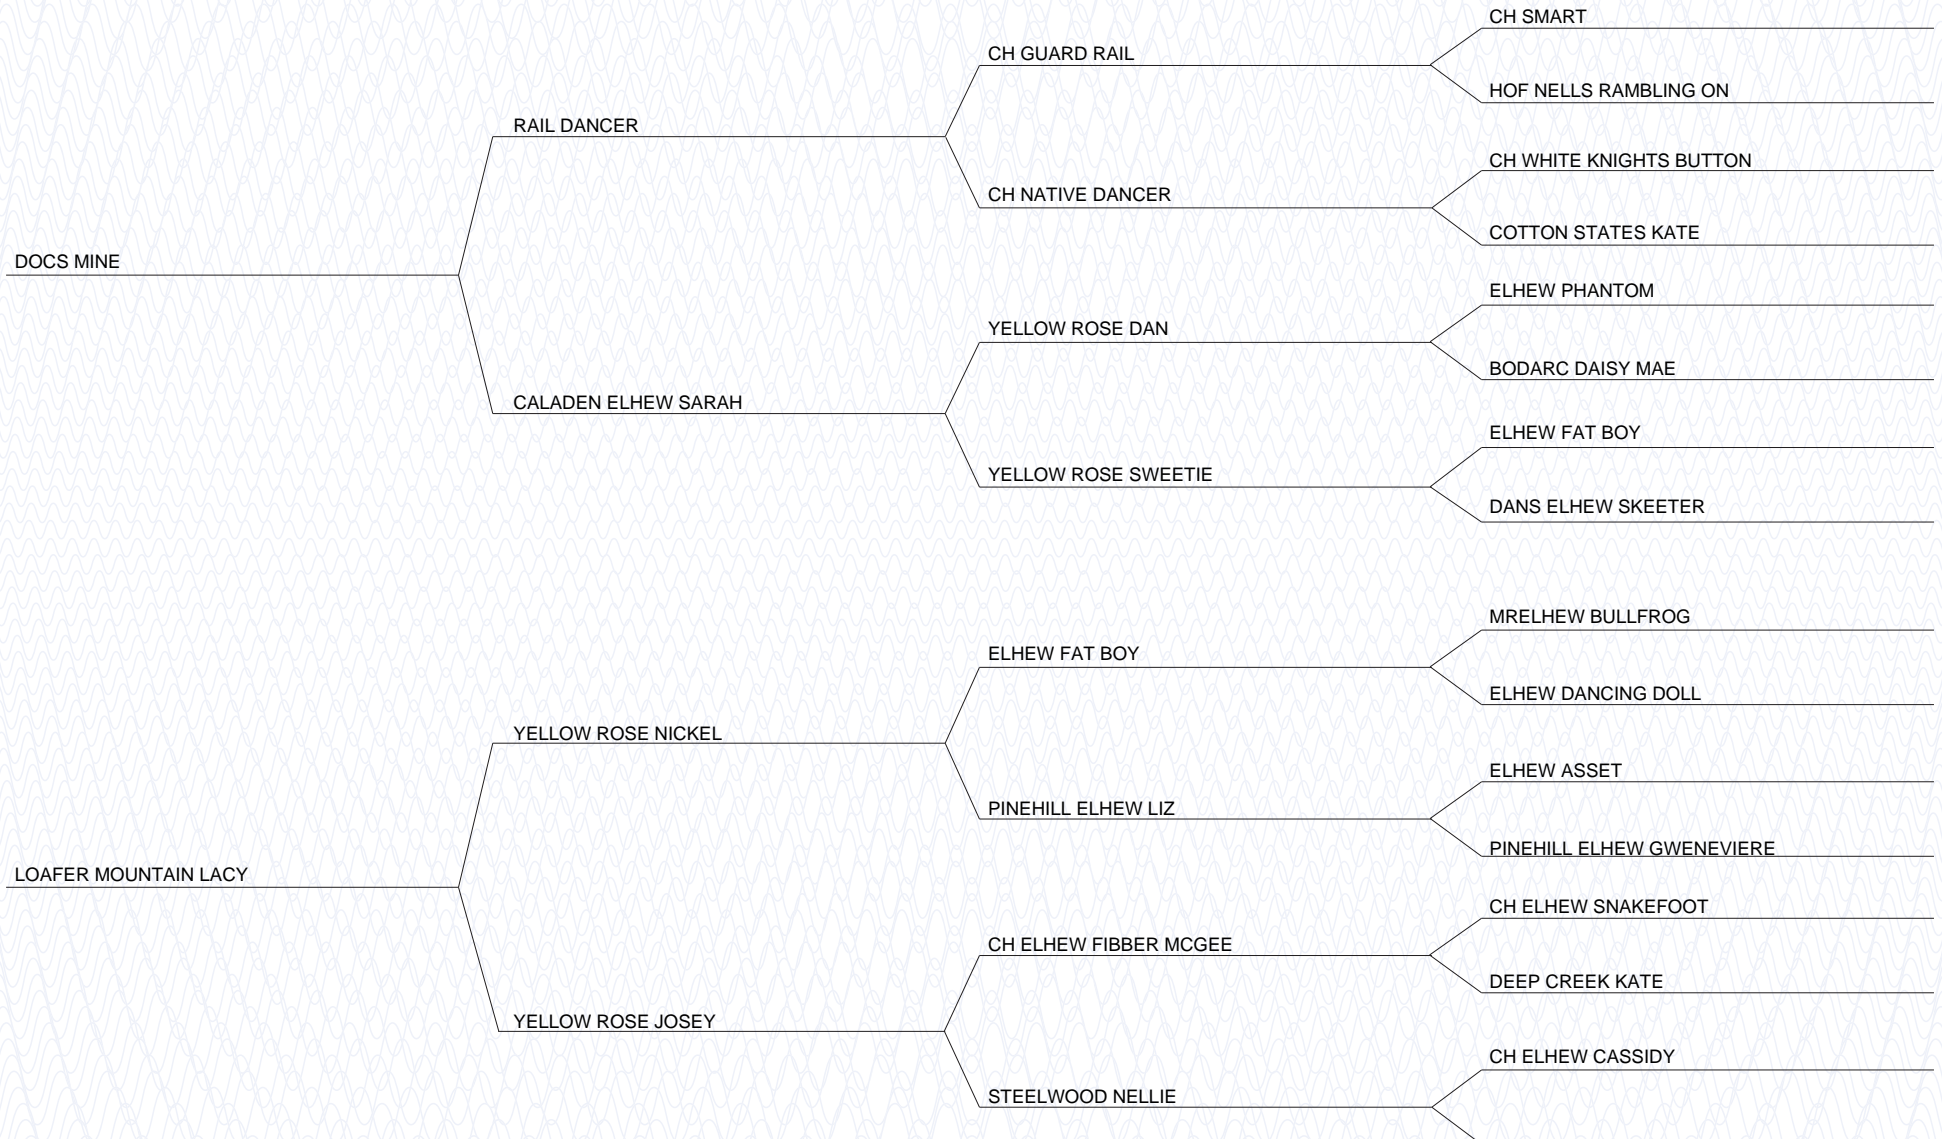 CH SMART
CH GUARD RAIL
HOF NELLS RAMBLING ON
RAIL DANCER
CH WHITE KNIGHTS BUTTON
CH NATIVE DANCER
COTTON STATES KATE
DOCS MINE
ELHEW PHANTOM
YELLOW ROSE DAN
BODARC DAISY MAE
CALADEN ELHEW SARAH
ELHEW FAT BOY
YELLOW ROSE SWEETIE
DANS ELHEW SKEETER
MRELHEW BULLFROG
ELHEW FAT BOY
ELHEW DANCING DOLL
YELLOW ROSE NICKEL
ELHEW ASSET
PINEHILL ELHEW LIZ
PINEHILL ELHEW GWENEVIERE
LOAFER MOUNTAIN LACY
CH ELHEW SNAKEFOOT
CH ELHEW FIBBER MCGEE
DEEP CREEK KATE
YELLOW ROSE JOSEY
CH ELHEW CASSIDY
STEELWOOD NELLIE